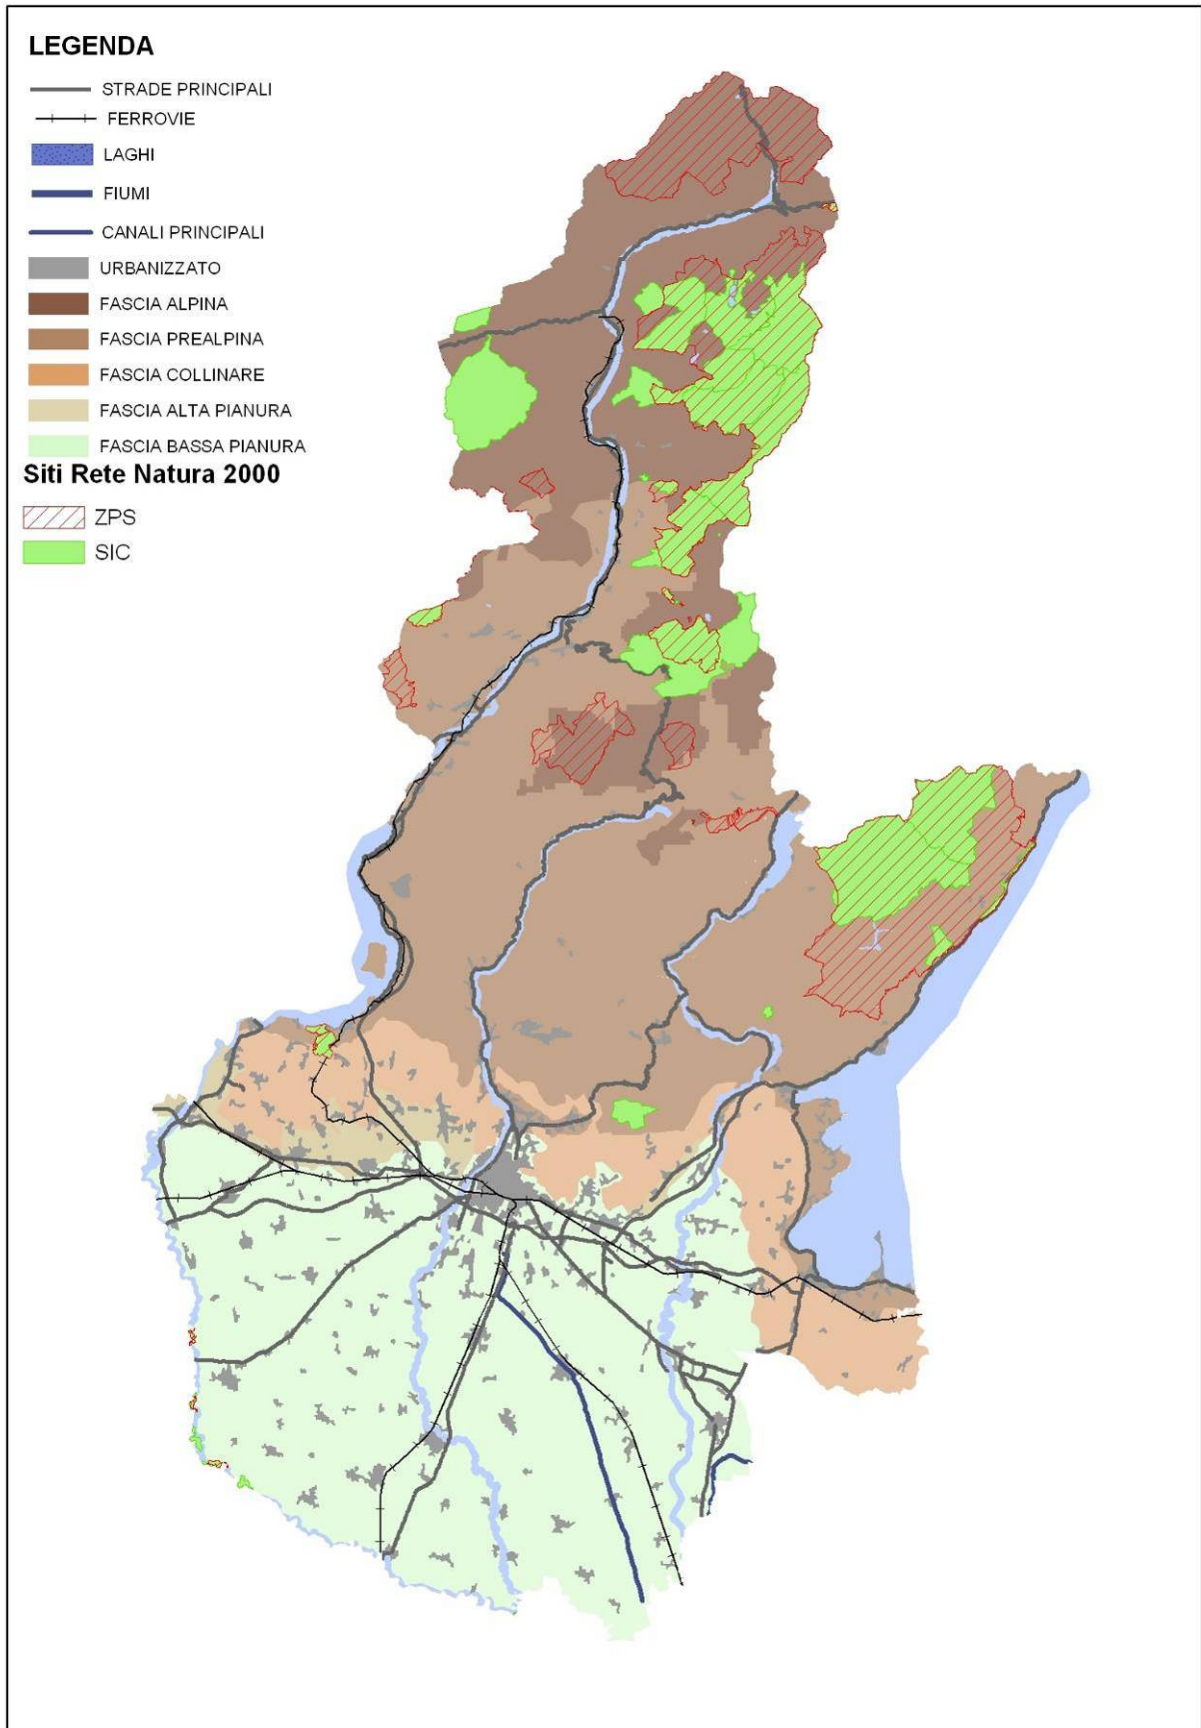 LEGENDA
STRADE PRINCIPALI
FERROVIE
LAGHI
FIUMI
CANALI PRINCIPALI
URBANIZZATO
FASCIA ALPINA
FASCIA PREALPINA
FASCIA COLLINARE
FASCIA ALTA PIANURA
FASCIA BASSA PIANURA
Siti Rete Natura 2000
ZPS
SIC